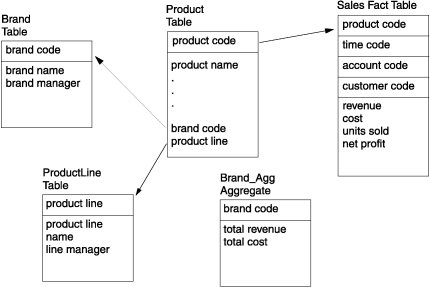 Brand
Table
brand code
brand name
brand manager
Product
Table
product code
product name
.
.
.
brand code
product line
Sales Fact Table
product code
time code
account code
customer code
revenue
cost
units sold
net profit
ProductLine
Table
product line
product line
name
line manager
Brand_Agg
Aggregate
brand code
total revenue
total cost